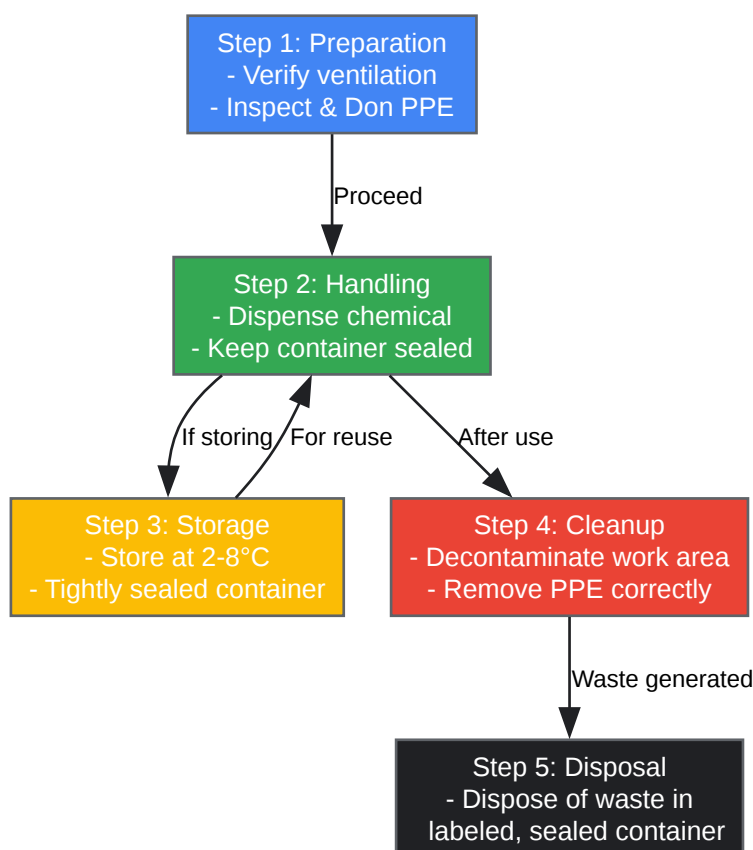 Step 1: Preparation
- Verify ventilation
- Inspect & Don PPE
Proceed
Step 2: Handling
- Dispense chemical
- Keep container sealed
If storing
For reuse
After use
Step 3: Storage
- Store at 2-8°C
- Tightly sealed container
Step 4: Cleanup
- Decontaminate work area
- Remove PPE correctly
Waste generated
Step 5: Disposal
- Dispose of waste in
labeled, sealed container